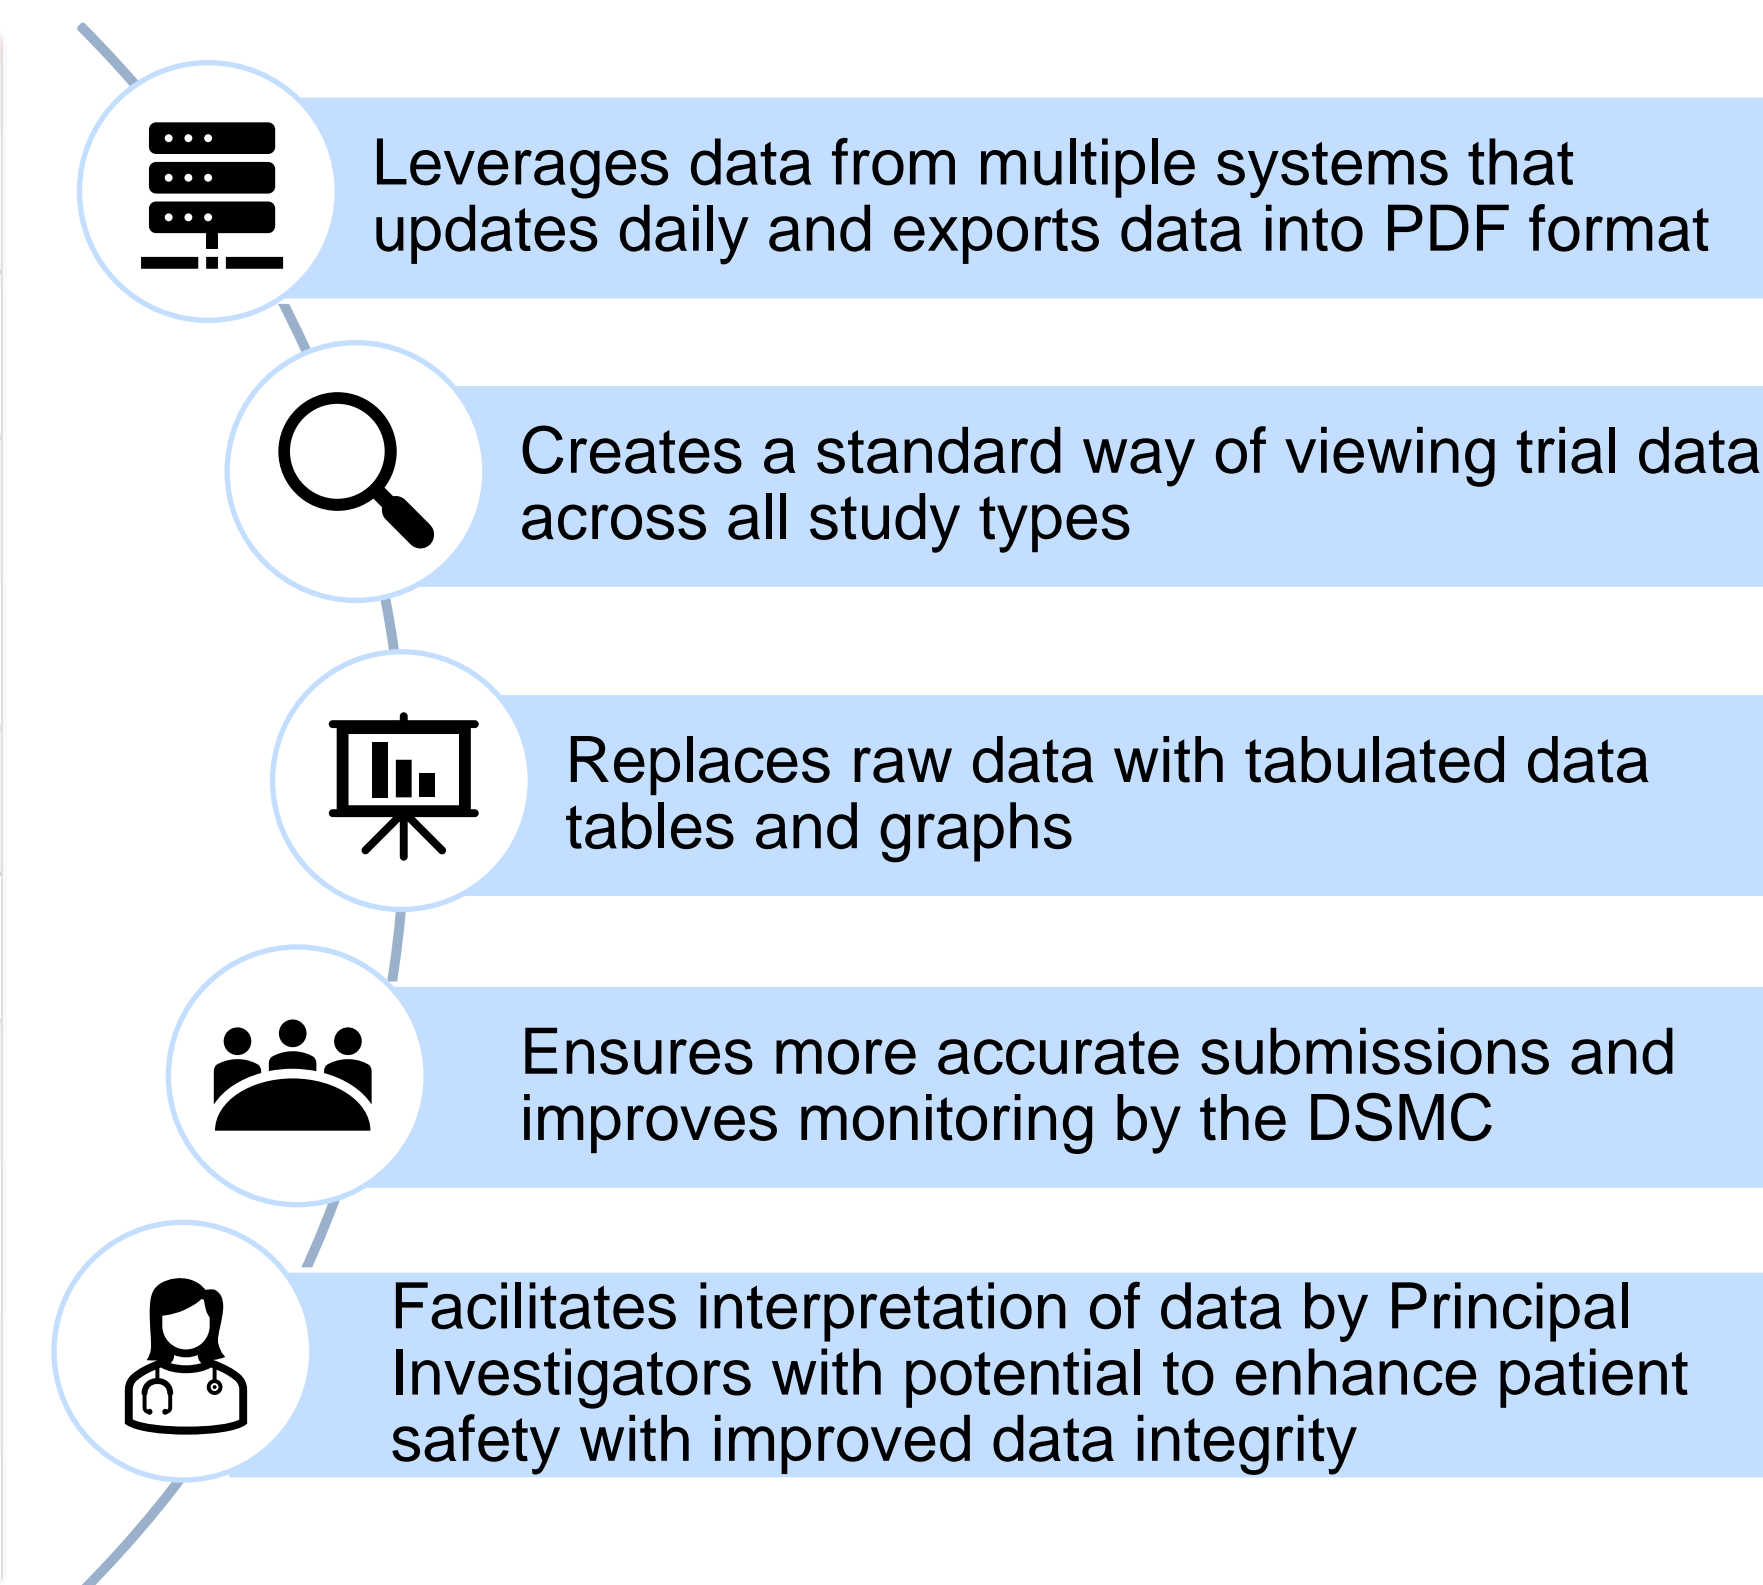 Leverages data from multiple systems that
updates daily and exports data into PDF format
Creates a standard way of viewing trial data
across all study types
Replaces raw data with tabulated data
tables and graphs
Ensures more accurate submissions and
improves monitoring by the DSMC
Facilitates interpretation of data by Principal
Investigators with potential to enhance patient
safety with improved data integrity